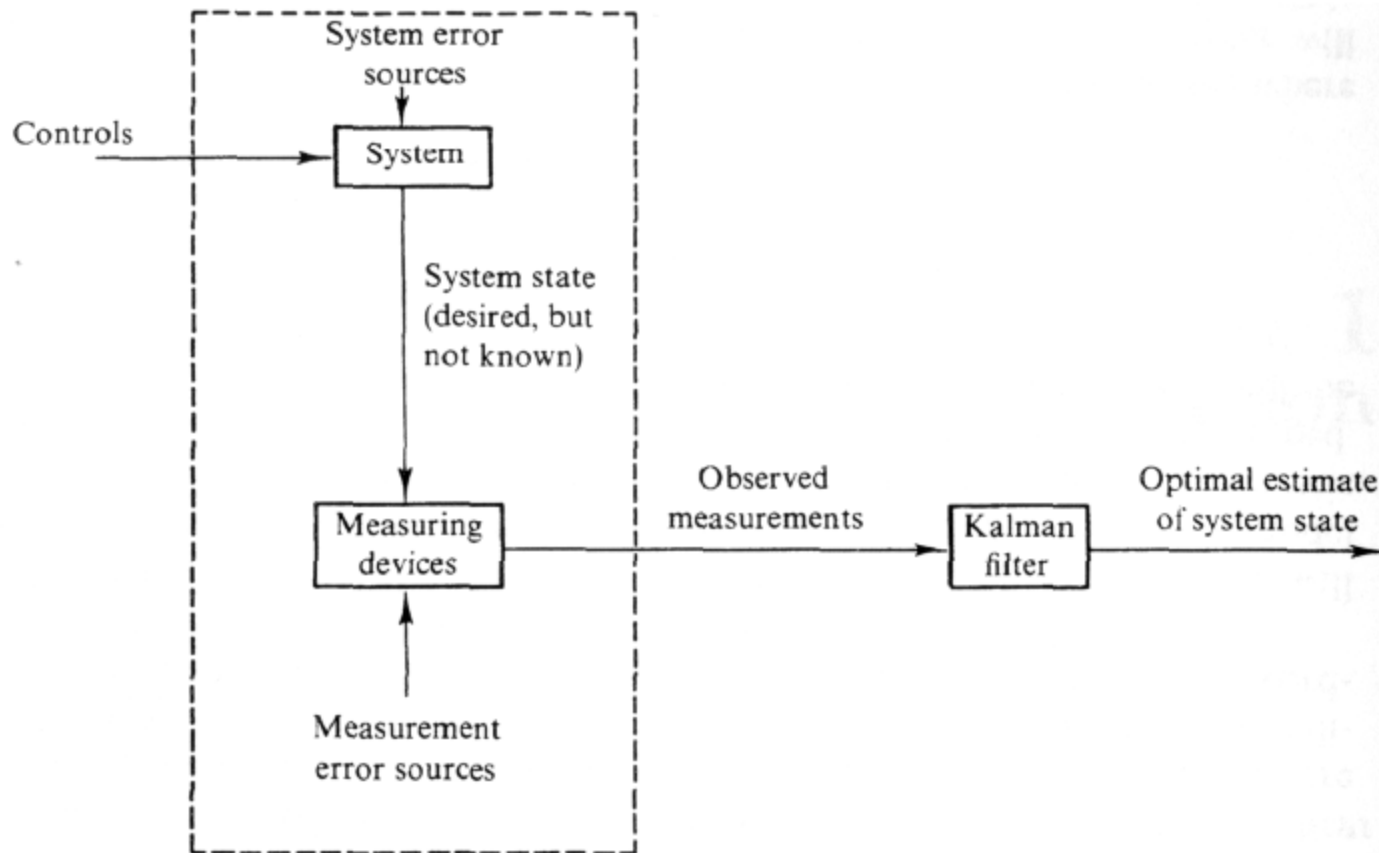 System error
sources
Controls
System
System state
(desired, but
not known)
Observed
measurements
Optimal estimate
of system state
Measuring
devices
Kalman
filter
Measurement
error sources